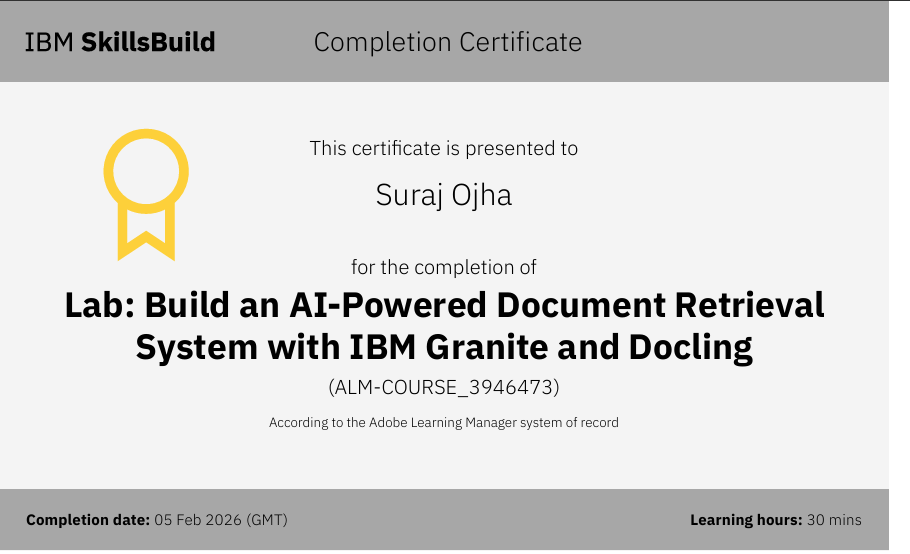 IBM SkillsBuild
Completion Certificate
This certificate is presented to
Suraj Ojha
for the completion of
Lab: Build an AI-Powered Document Retrieval
System with IBM Granite and Docling
(ALM-COURSE_3946473)
According to the Adobe Learning Manager system of record
Completion date: 05 Feb 2026 (GMT)
Learning hours: 30 mins